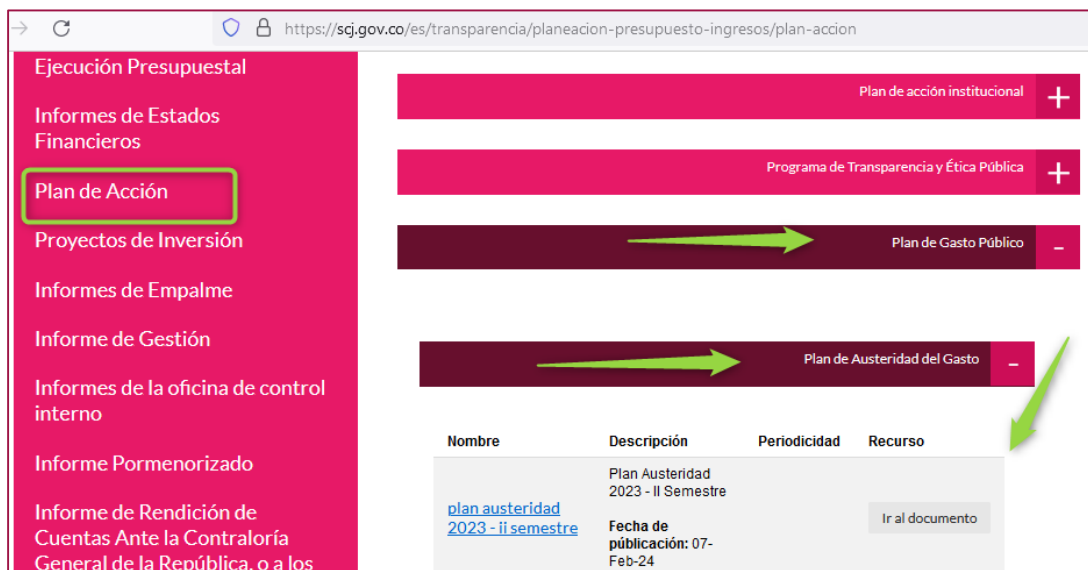 https://scj.gov.co/es/transparencia/planeacion-presupuesto-ingresos/plan-accion
Ejecución Presupuestal
Informes de Estados
Financieros
Plan de Acción
Proyectos de Inversión
Informes de Empalme
Informe de Gestión
Informes de la oficina de control
interno
Informe Pormenorizado
Informe de Rendición de
Cuentas Ante la Contraloría
General de la República, o a los
Plan de acción institucional
Programa de Transparencia y Ética Pública
Plan de Gasto Público
Plan de Austeridad del Gasto
Nombre Descripción Periodicidad Recurso
plan austeridad
2023 - ii semestre
Plan Austeridad
2023 - II Semestre
Fecha de
públicación: 07-
Feb-24
Ir al documento